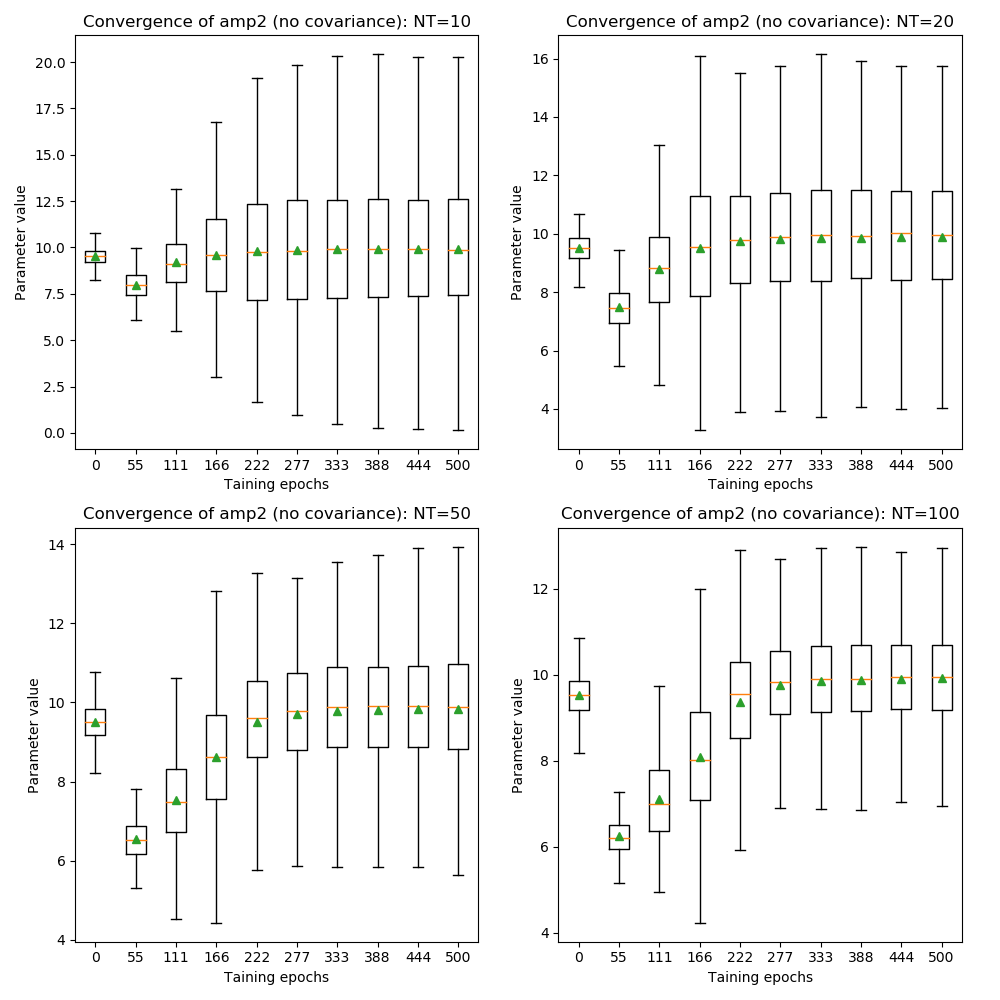 Convergence of amp2 (no covariance): NT=10
20.0
17.5
15.0
12.5
10.0
7.5
5.0
2.5
0.0
Parameter value
0 55 111 166 222 277 333 388 444 500
Taining epochs
Convergence of amp2 (no covariance): NT=20
16
14
12
10
8
6
4
Parameter value
0 55 111 166 222 277 333 388 444 500
Taining epochs
Convergence of amp2 (no covariance): NT=50
14
12
10
8
6
4
Parameter value
0 55 111 166 222 277 333 388 444 500
Taining epochs
Convergence of amp2 (no covariance): NT=100
12
10
8
6
4
Parameter value
0 55 111 166 222 277 333 388 444 500
Taining epochs